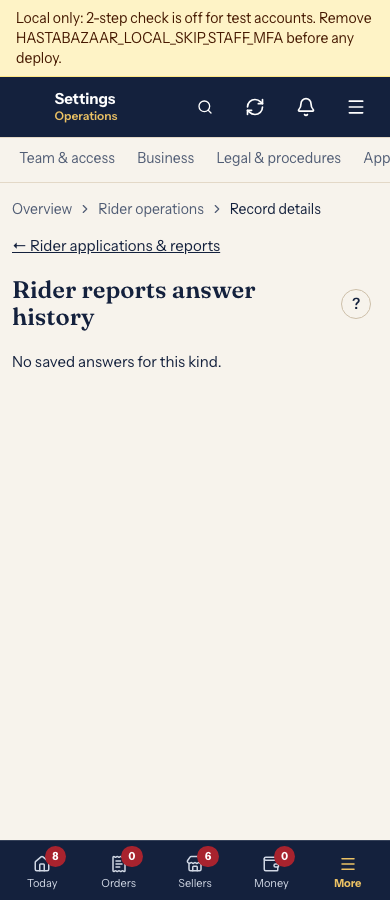 Local only: 2-step check is off for test accounts. Remove
HASTABAZAAR_LOCAL_SKIP_STAFF_MFA before any
deploy.
Settings
Operations
Team & access Business Legal & procedures App
Overview > Rider operations > Record details
← Rider applications & reports
Rider reports answer
history
?
No saved answers for this kind.
8 0 6 0
Today Orders Sellers Money More